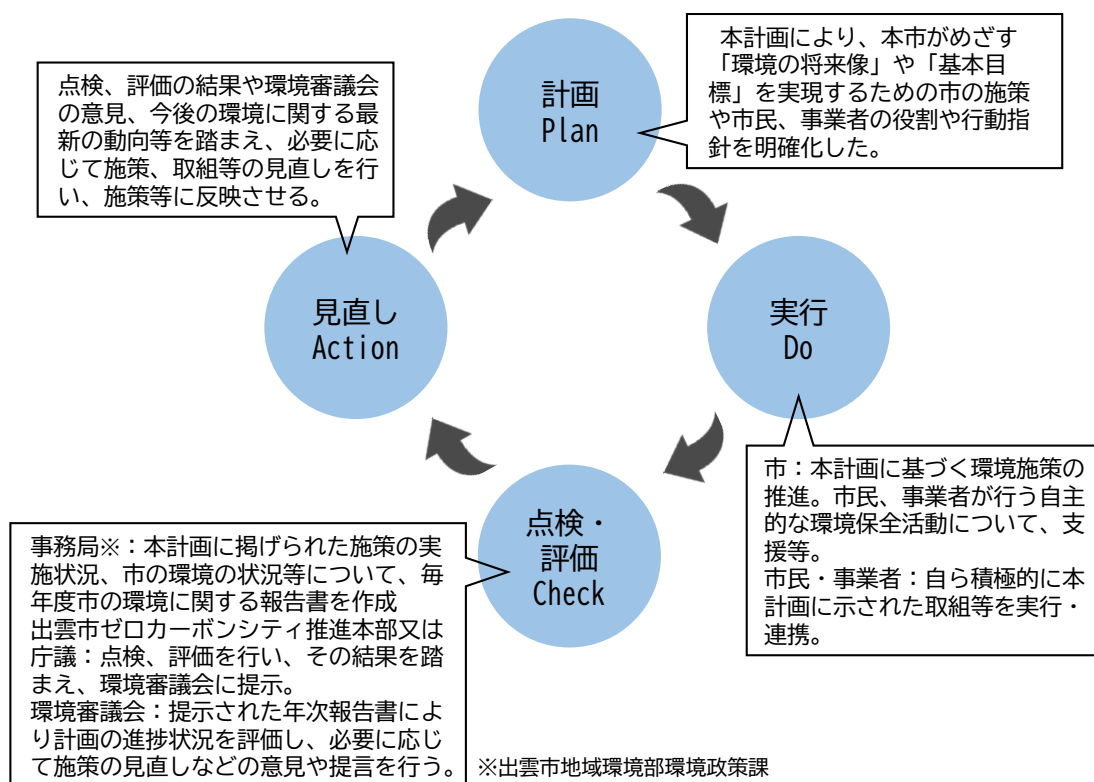 計画
Plan
本計画により、本市がめざす
「環境の将来像」や「基本目
標」を実現するための市の施策
や市民、事業者の役割や行動指
針を明確化した。
実行
Do
市：本計画に基づく環境施策の
推進。市民、事業者が行う自主
的な環境保全活動について、支
援等。
市民・事業者：自ら積極的に本
計画に示された取組等を実行・
連携。
点検・
評価
Check
事務局※：本計画に掲げられた施策の実
施状況、市の環境の状況等について、毎
年度市の環境に関する報告書を作成
出雲市ゼロカーボンシティ推進本部又は
庁議：点検、評価を行い、その結果を踏
まえ、環境審議会に提示。
環境審議会：提示された年次報告書によ
り計画の進捗状況を評価し、必要に応じ
て施策の見直しなどの意見や提言を行う。
※出雲市地域環境部環境政策課
見直し
Action
点検、評価の結果や環境審議会
の意見、今後の環境に関する最
新の動向等を踏まえ、必要に応
じて施策、取組等の見直しを行
い、施策等に反映させる。